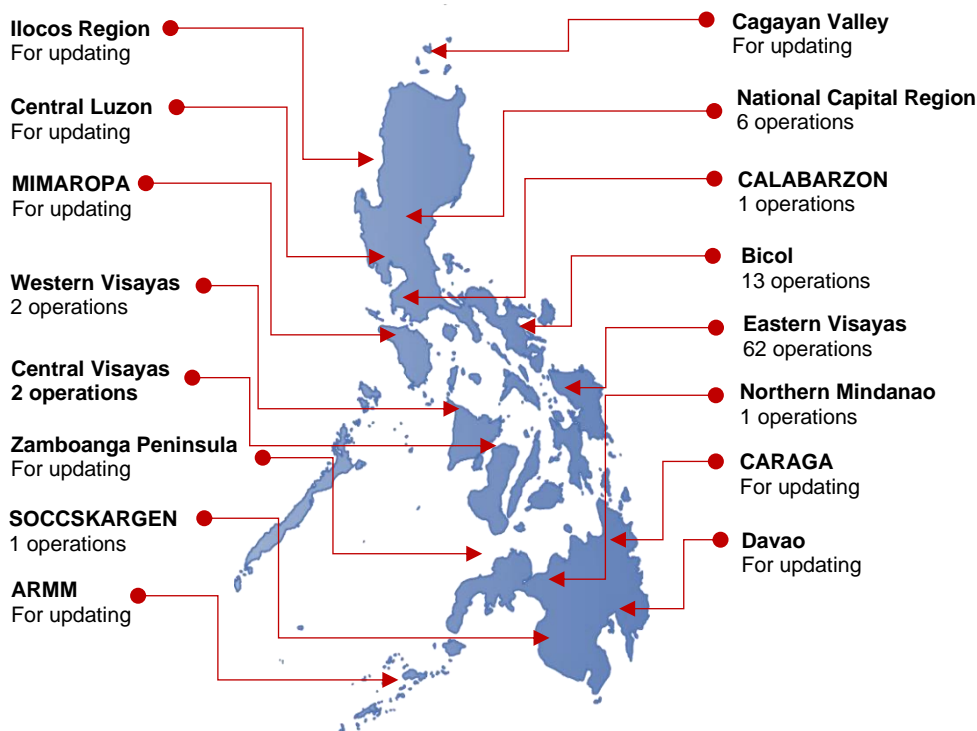 Ilocos Region
For updating
Central Luzon
For updating
MIMAROPA
For updating
Western Visayas
2 operations
Central Visayas
2 operations
Zamboanga Peninsula
For updating
SOCCSKARGEN
1 operations
ARMM
For updating
Cagayan Valley
For updating
National Capital Region
6 operations
CALABARZON
1 operations
Bicol
13 operations
Eastern Visayas
62 operations
Northern Mindanao
1 operations
CARAGA
For updating
Davao
For updating